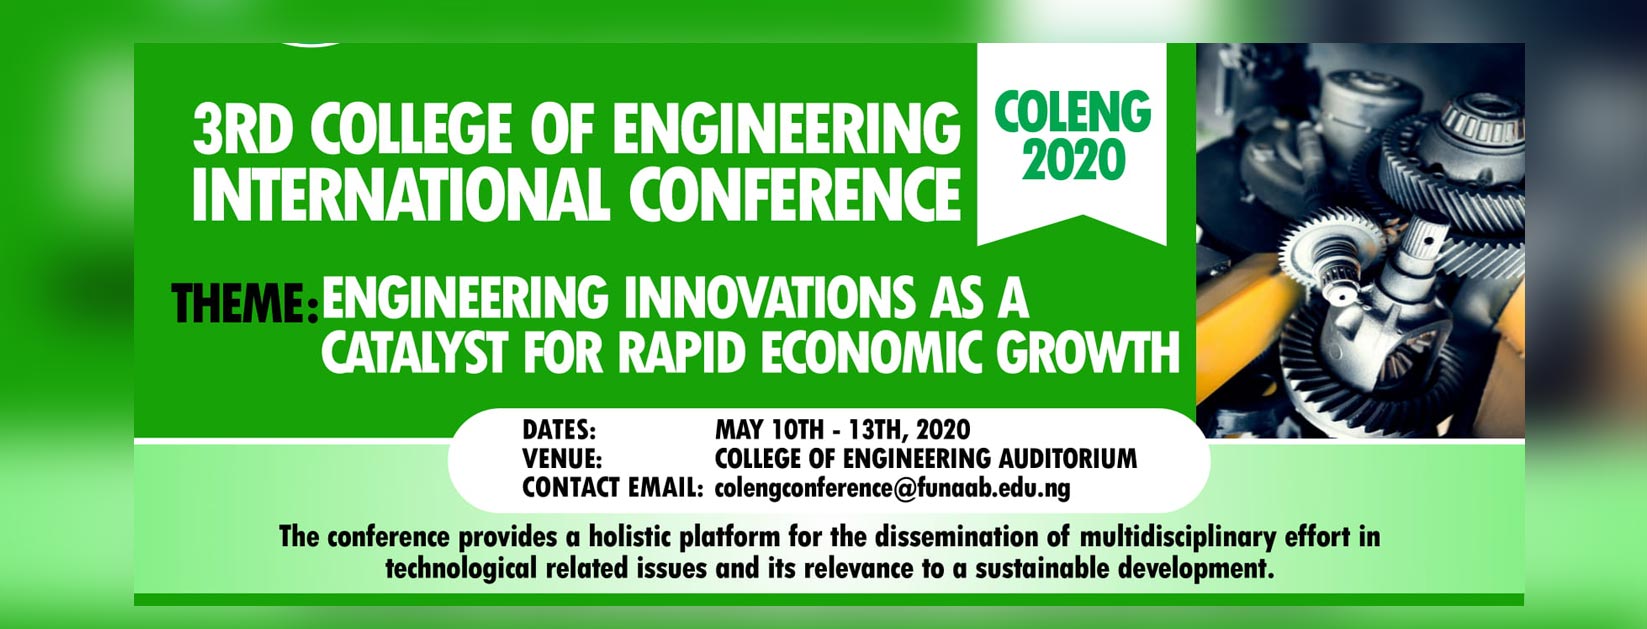 3RD COLLEGE OF ENGINEERING
INTERNATIONAL CONFERENCE
COLENG
2020
THEME: ENGINEERING INNOVATIONS AS A
CATALYST FOR RAPID ECONOMIC GROWTH
DATES: MAY 10TH - 13TH, 2020
VENUE: COLLEGE OF ENGINEERING AUDITORIUM
CONTACT EMAIL: colengconference@funaab.edu.ng
The conference provides a holistic platform for the dissemination of multidisciplinary effort in
technological related issues and its relevance to a sustainable development.